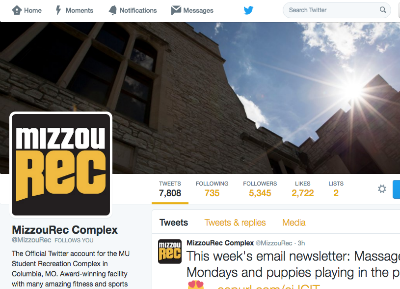 Home Moments Notifications Messages Search Twitter
mizzou
Rec
TWEETS FOLLOWING FOLLOWERS LIKES LISTS
7,808 735 5,345 2,722 2
Tweets Tweets & replies Media
MizzouRec Complex
@MizzouRec FOLLOWS YOU
The Official Twitter account for the MU
Student Recreation Complex in
Columbia, MO. Award-winning facility
with many amazing fitness and sports
mizzou
Rec
MizzouRec Complex @MizzouRec · 3h
This week's email newsletter: Massage
Mondays and puppies playing in the p